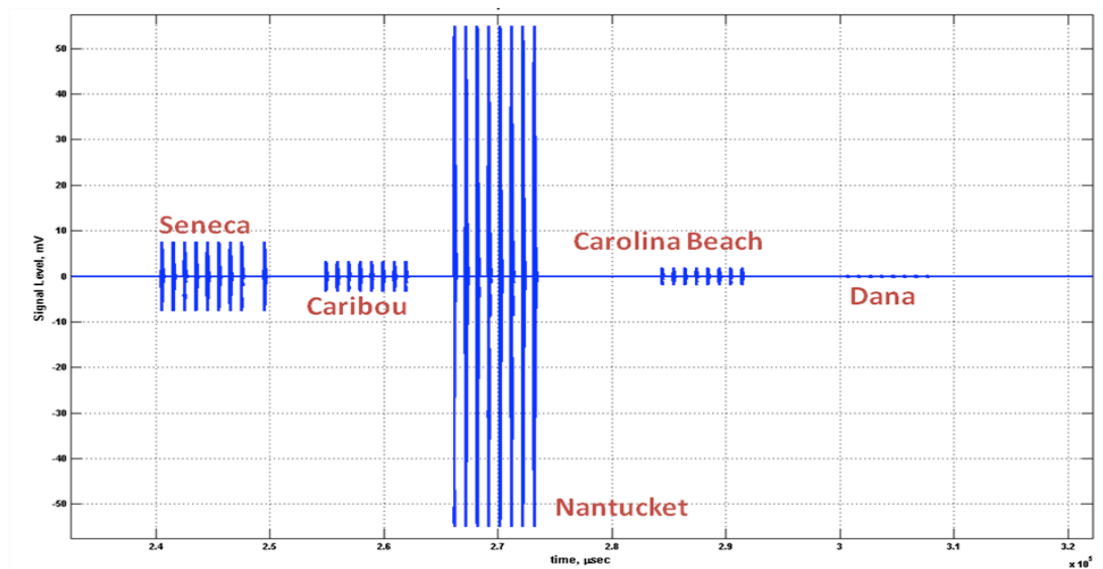 50
40
30
20
10
0
-10
-20
-30
-40
-50
Signal Level, mV
Seneca
Caribou
Carolina Beach
Dana
Nantucket
2.4 2.5 2.6 2.7 2.8 2.9 3 3.1 3.2
time, µsec
x 10⁵